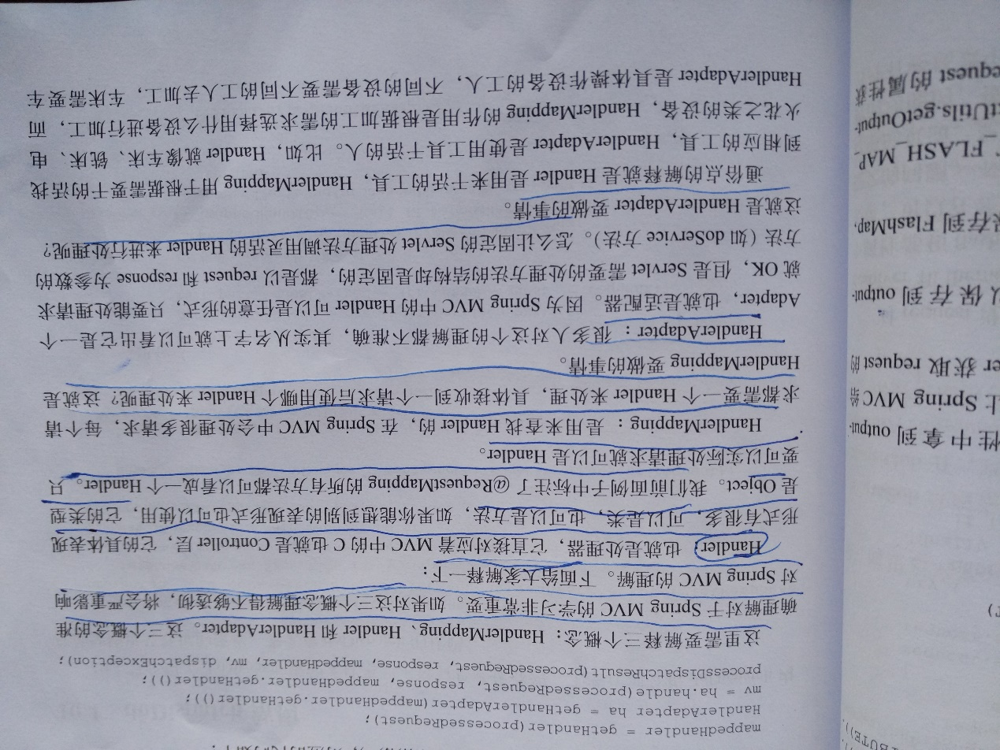 mappedHandler = getHandler(processedRequest);
HandlerAdapter ha = getHandlerAdapter(mappedHandler.getHandler());
mv = ha.handle(processedRequest, response, mappedHandler.getHandler());
processDispatchResult(processedRequest, response, mappedHandler, mv, dispatchException);
这里需要解释三个概念：HandlerMapping、Handler 和 HandlerAdapter。这三个概念的准
确理解对于 Spring MVC 的学习非常重要。如果对这三个概念理解得不够透彻，将会严重影响
对 Spring MVC 的理解。下面给大家解释一下：
Handler 也就是处理器，它直接对应着 MVC 中的 C 也就是 Controller 层，它的具体表现
形式有很多，可以是类，也可以是方法，如果你能想到别的表现形式也可以使用，它的类型
是 Object。我们前面例子中标注了 @RequestMapping 的所有方法都可以看成一个 Handler。只
要可以实际处理请求就可以是 Handler。
HandlerMapping：是用来查找 Handler 的，在 Spring MVC 中会处理很多请求，每个请
求都需要一个 Handler 来处理，具体接收到一个请求后使用哪个 Handler 来处理呢？这就是
HandlerMapping 要做的事情。
HandlerAdapter：很多人对这个的理解都不准确，其实从名字上就可以看出它是一个
Adapter，也就是适配器。因为 Spring MVC 中的 Handler 可以是任意的形式，只要能处理请求
就 OK，但是 Servlet 需要的处理方法的结构却是固定的，都是以 request 和 response 为参数的
方法（如 doService 方法）。怎么让固定的 Servlet 处理方法调用灵活的 Handler 来进行处理呢？
这就是 HandlerAdapter 要做的事情。
通俗点的解释就是 Handler 是用来干活的工具，HandlerMapping 用于根据需要干的活找
到相应的工具，HandlerAdapter 是使用工具干活的人。比如，Handler 就像车床、铣床、电
火花之类的设备，HandlerMapping 的作用是根据加工的需求选择用什么设备进行加工，而
HandlerAdapter 是具体操作设备的工人，不同的设备需要不同的工人去加工，车床需要车
BUTE));
性中拿到 output-
上 Spring MVC 给
er 获取 request 的
以保存到 output-
保存到 FlashMap，
_FLASH_MAP_
xtUtils.getOutput-
equest 的属性获